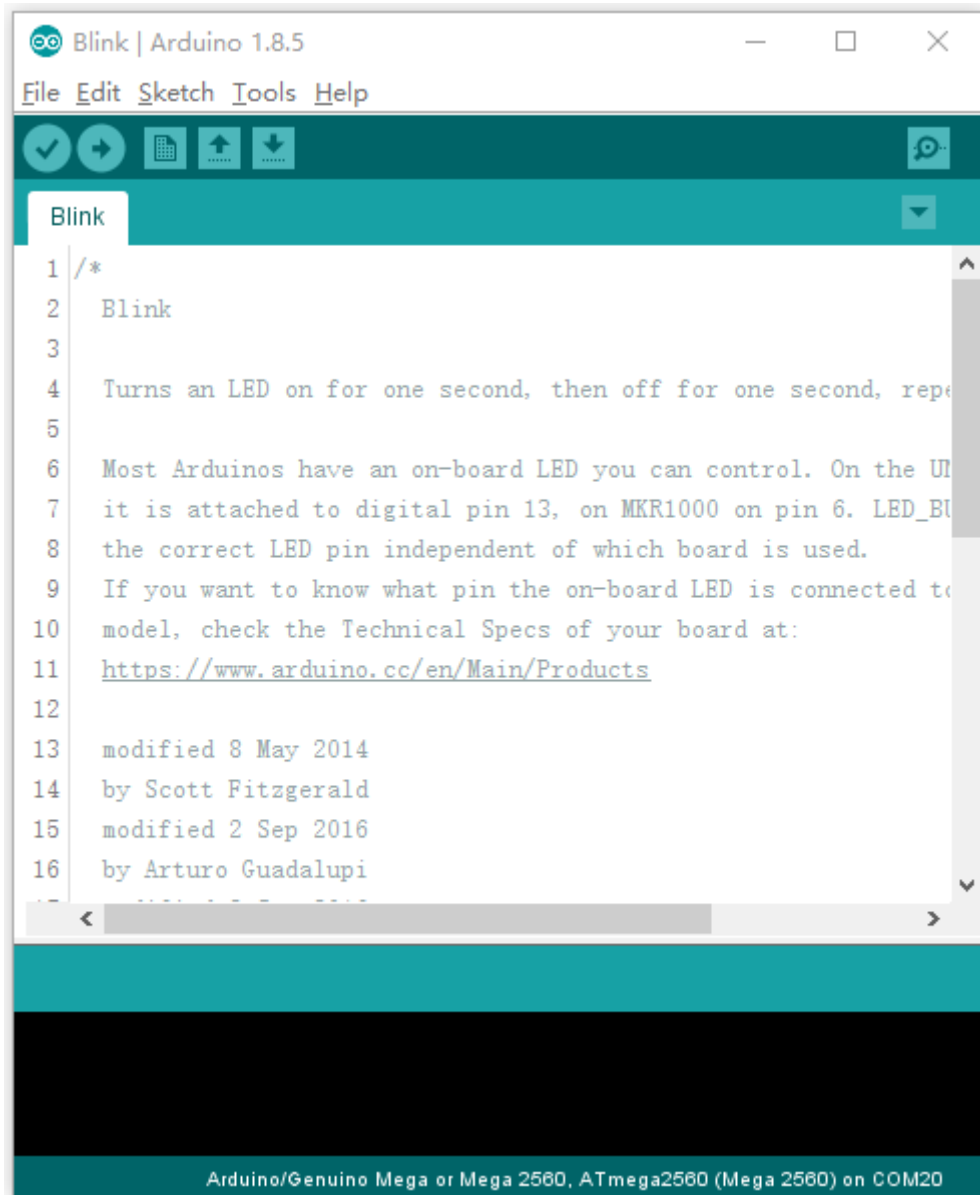 Blink | Arduino 1.8.5
File Edit Sketch Tools Help
Blink
1 /*
2 Blink
3
4 Turns an LED on for one second, then off for one second, repe
5
6 Most Arduinos have an on-board LED you can control. On the UN
7 it is attached to digital pin 13, on MKR1000 on pin 6. LED_BU
8 the correct LED pin independent of which board is used.
9 If you want to know what pin the on-board LED is connected to
10 model, check the Technical Specs of your board at:
11 https://www.arduino.cc/en/Main/Products
12
13 modified 8 May 2014
14 by Scott Fitzgerald
15 modified 2 Sep 2016
16 by Arturo Guadalupi
Arduino/Genuino Mega or Mega 2560, ATmega2560 (Mega 2560) on COM20